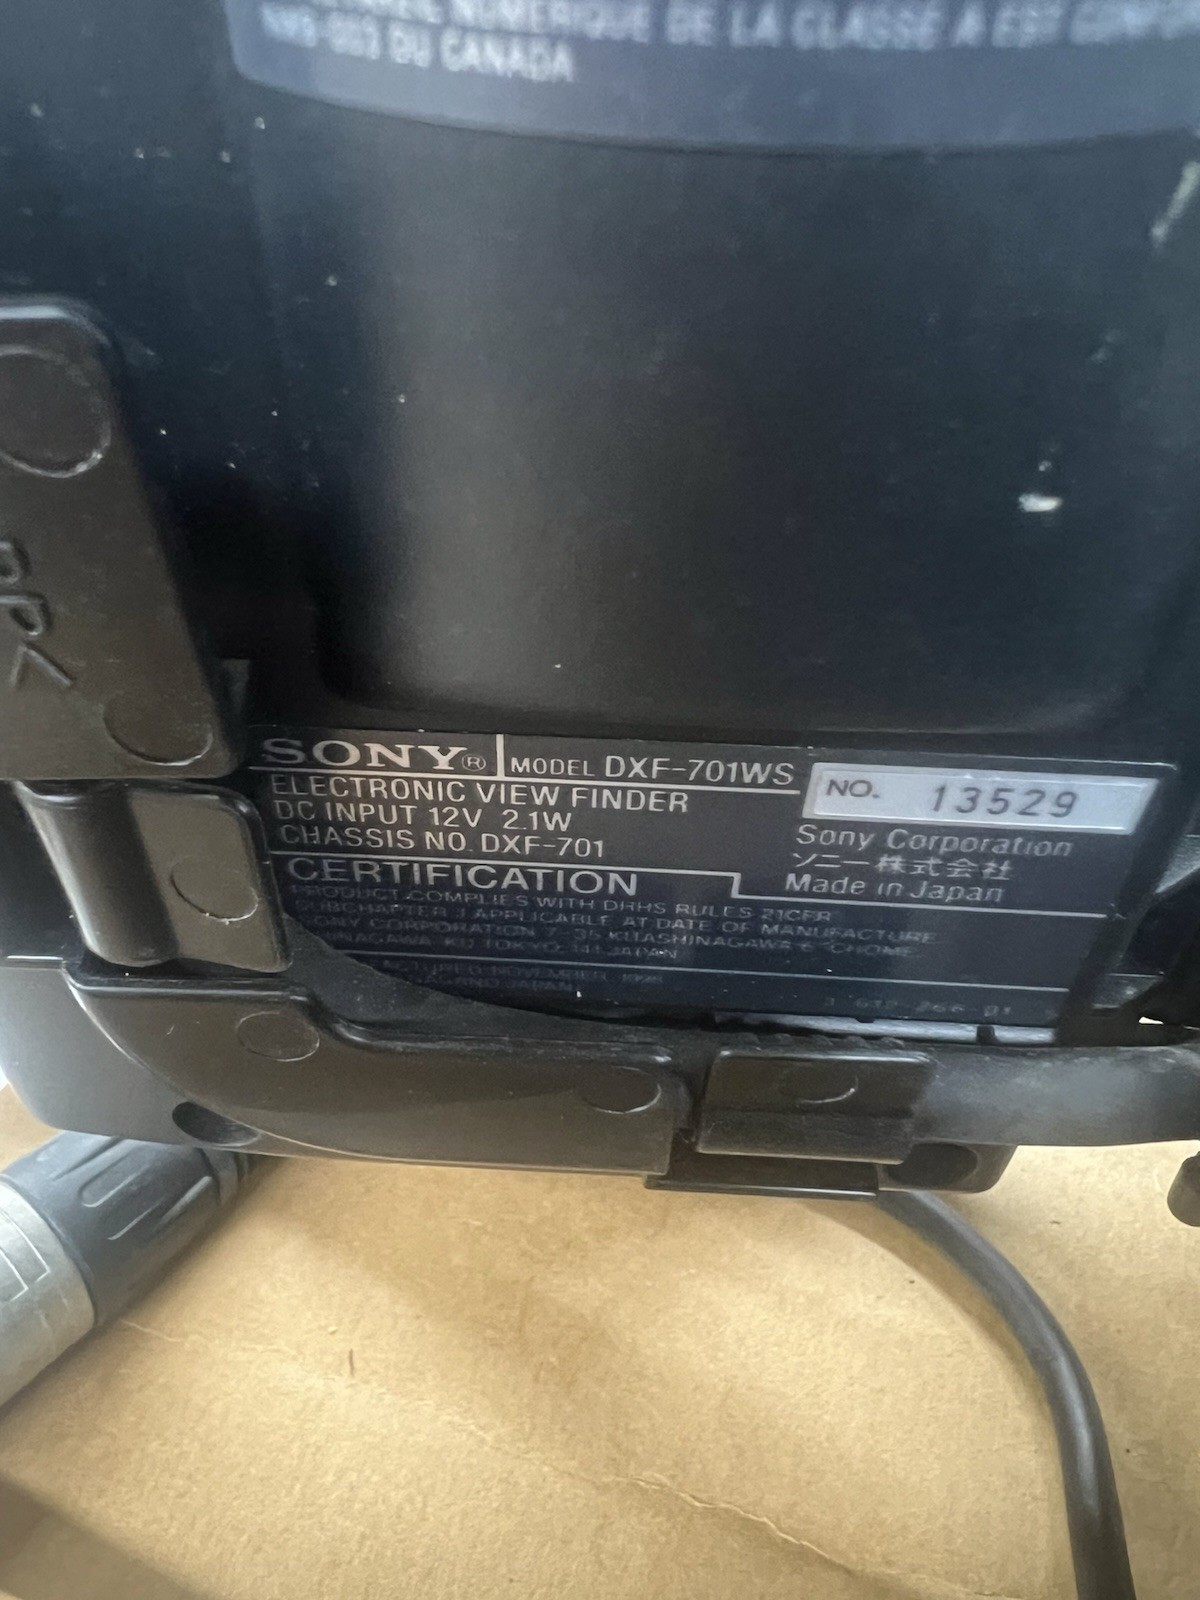 NUMERIQUE DE LA CLASSE A EST
DU CANADA
SONY® MODEL DXF-701WS
ELECTRONIC VIEW FINDER
DC INPUT 12V 2.1W
CHASSIS NO. DXF-701
NO. 13529
Sony Corporation
ソニー株式会社
Made in Japan
CERTIFICATION
PRODUCT COMPLIES WITH DHHS RULES 21CFR
SUBCHAPTER J APPLICABLE AT DATE OF MANUFACTURE
SONY CORPORATION 7-35 KITASHINAGAWA 6-CHOME
KU TOKYO 141 JAPAN
NOVEMBER
JAPAN